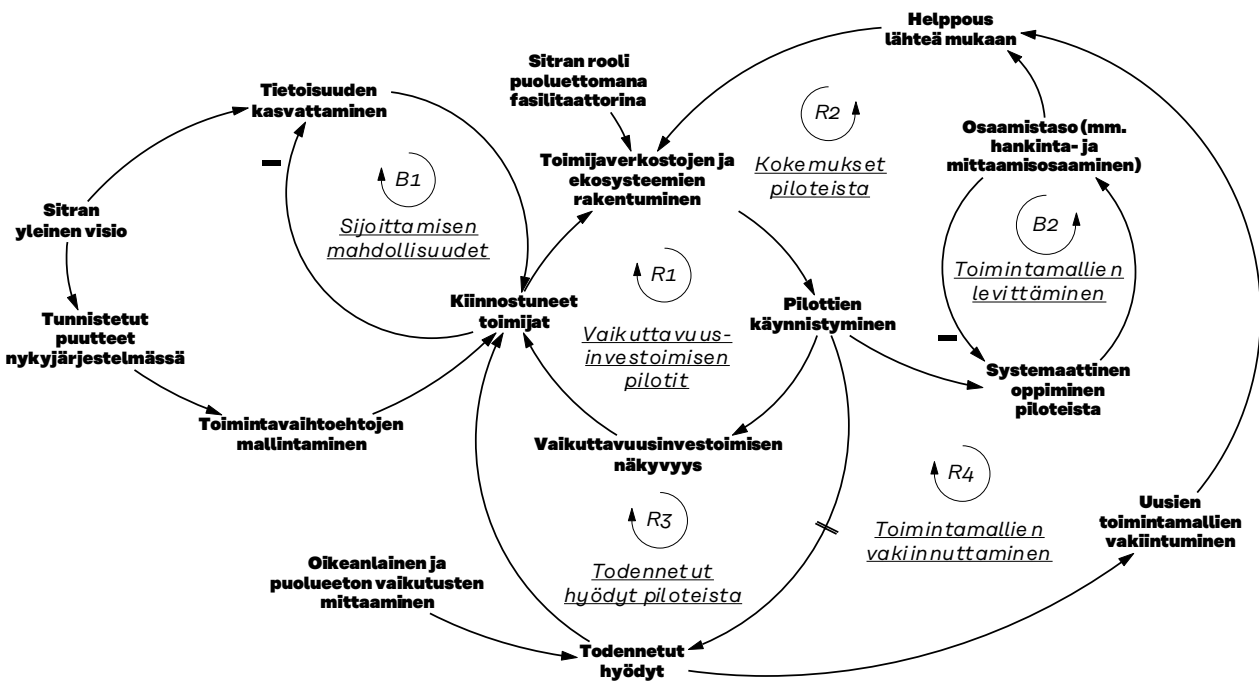 Helppous
lähteä mukaan
Sitran rooli
puoluettomana
fasilitaattorina
Tietoisuuden
kasvattaminen
R2
Osaamistaso (mm.
hankinta- ja
mittaamisosaaminen)
Toimijaverkostojen ja
ekosysteemien
rakentuminen
Kokemukset
piloteista
B1
Sitran
yleinen visio
Sijoittamisen
mahdollisuudet
B2
Toimintamallien
levittäminen
R1
Kiinnostuneet
toimijat
Pilottien
käynnistyminen
Tunnistetut
puutteet
nykyjärjestelmässä
Vaikuttavuus-
investoimisen
pilotit
Systemaattinen
oppiminen
piloteista
Toimintavaihtoehtojen
mallintaminen
Vaikuttavuusinvestoimisen
näkyvyys
R4
R3
Uusien
toimintamallien
vakiintuminen
Toimintamallien
vakiinnuttaminen
Oikeanlainen ja
puolueeton vaikutusten
mittaaminen
Todennetut
hyödyt piloteista
Todennetut
hyödyt